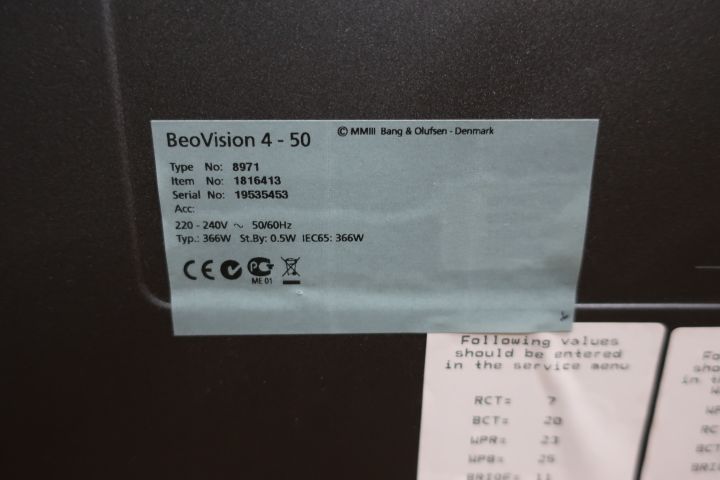 BeoVision 4 - 50
© MMIII Bang & Olufsen - Denmark
Type No: 8971
Item No: 1816413
Serial No: 19535453
Acc:
220 - 240V ~ 50/60Hz
Typ.: 366W St.By: 0.5W IEC65: 366W
CE
PG
ME 01
Following values
should be entered
in the service menu
RCT= 7
BCT= 20
WPR= 23
WPB= 25